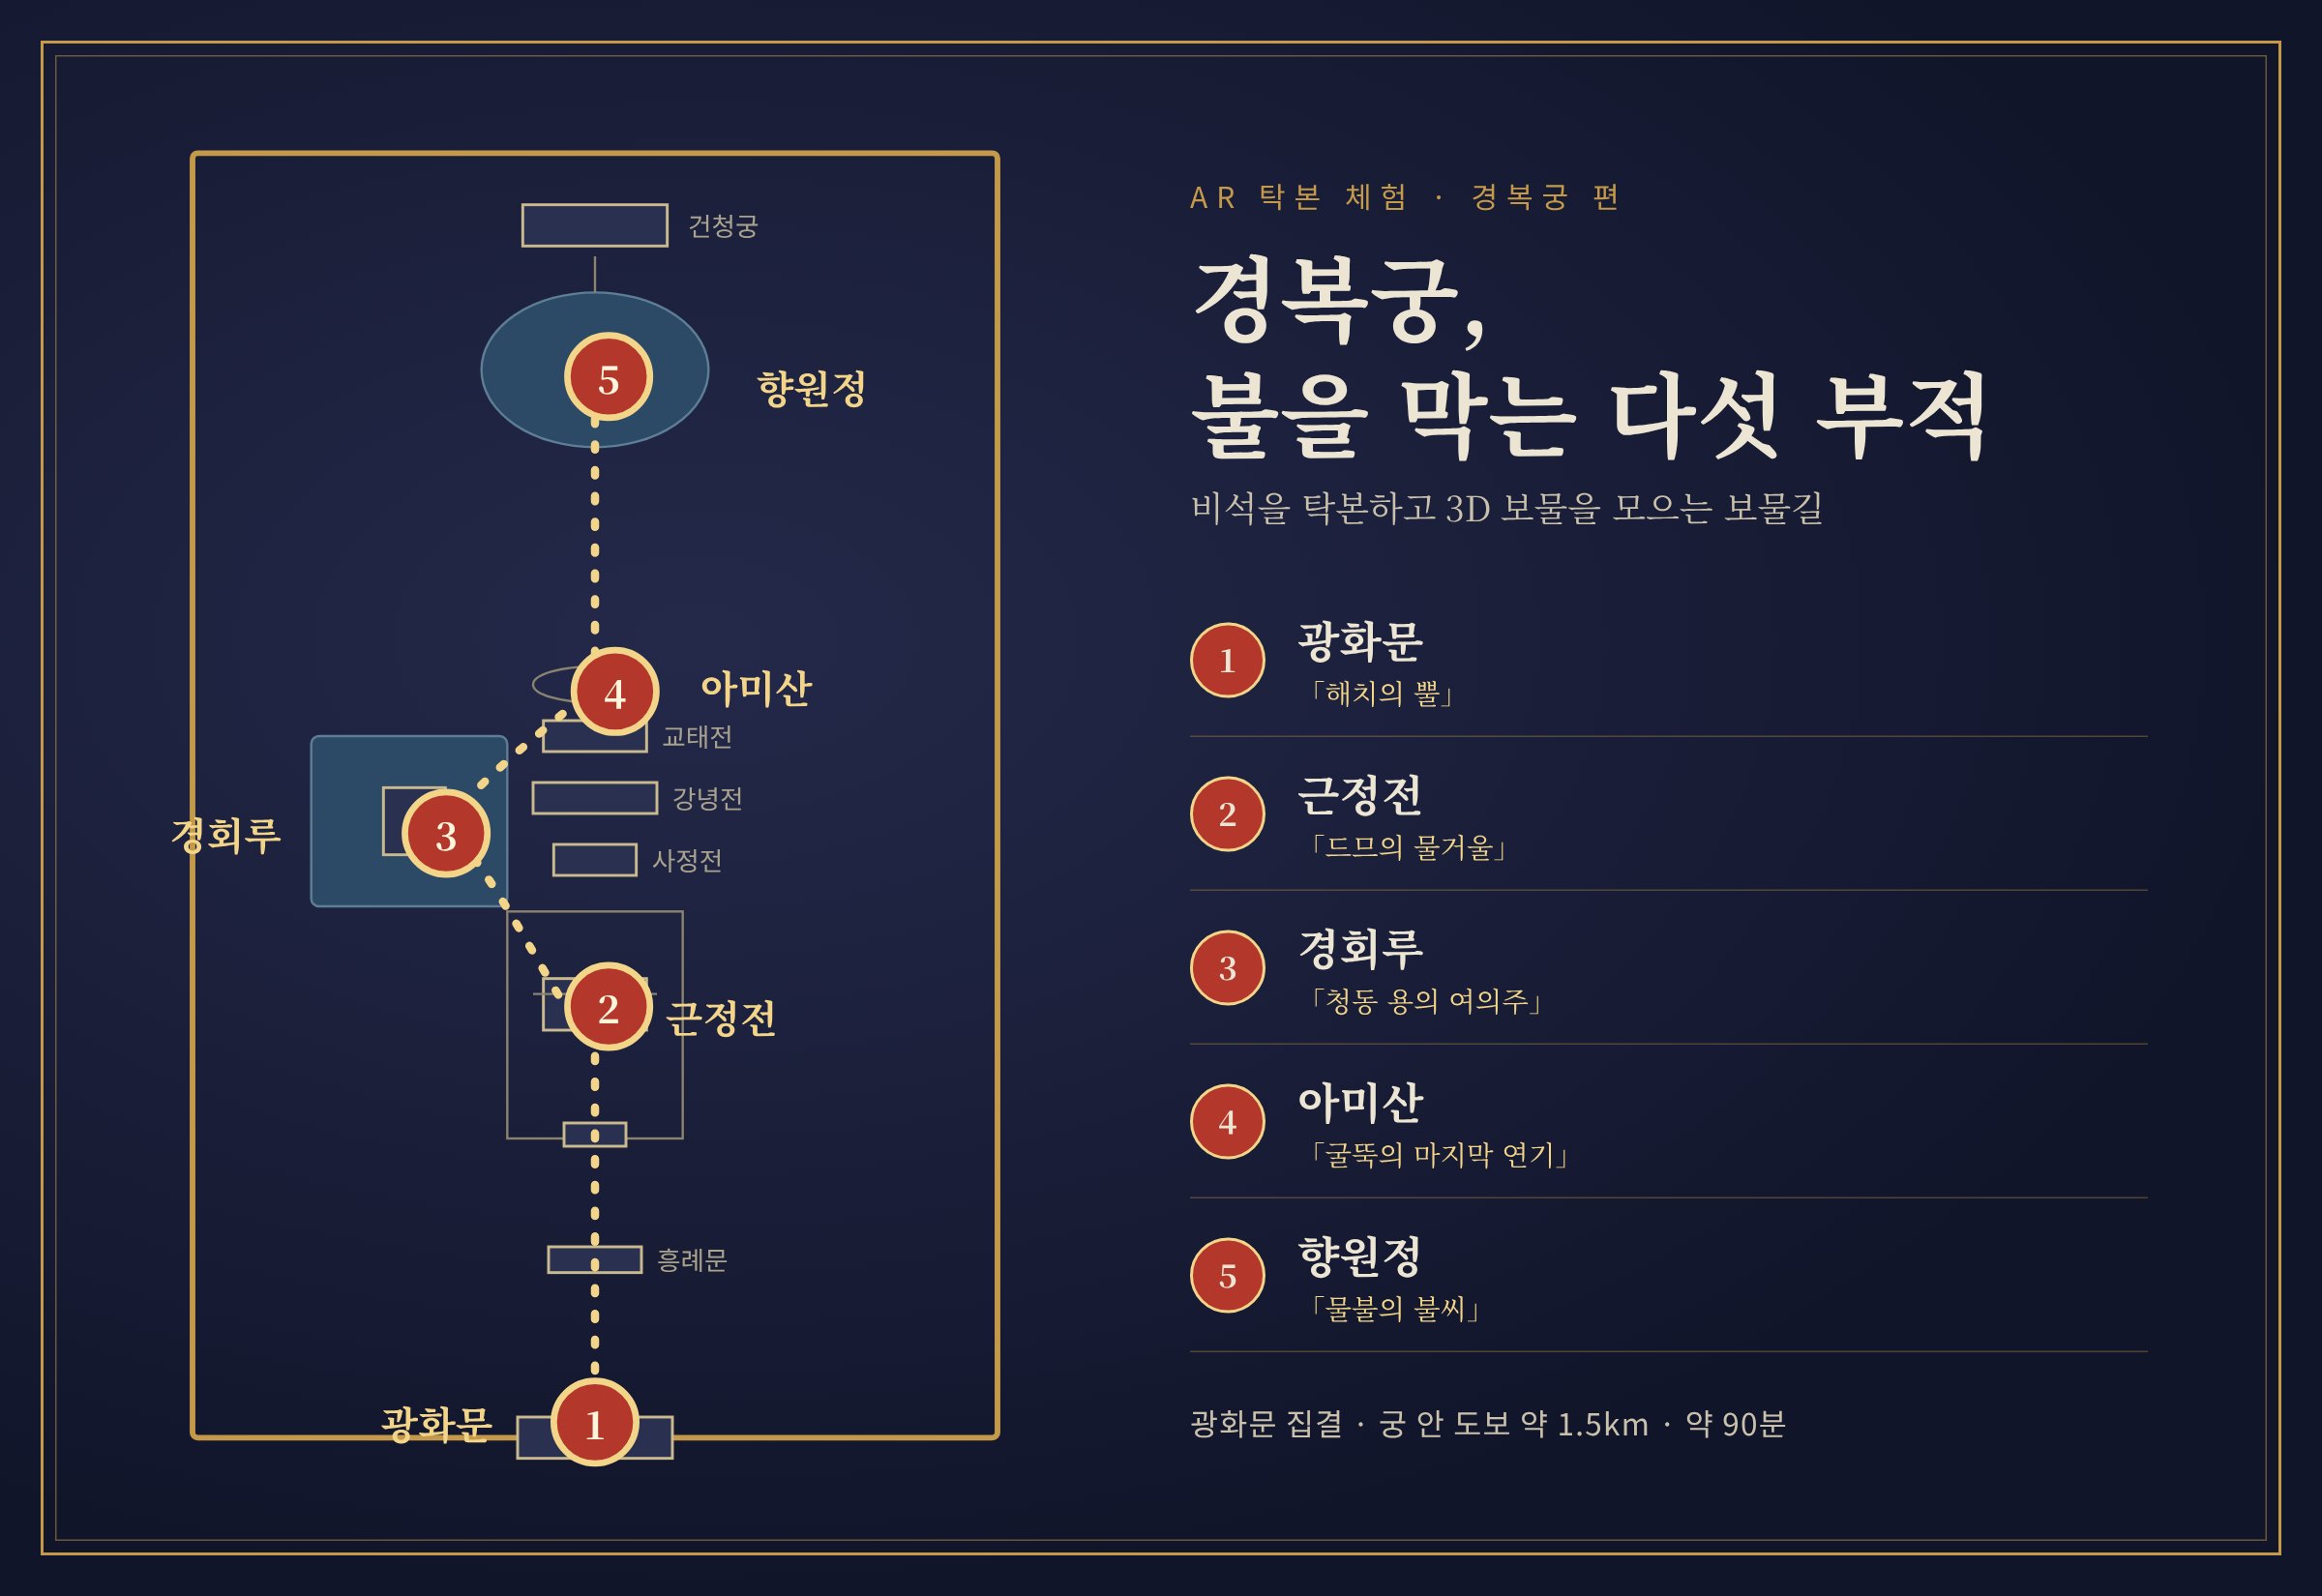 건청궁
5
향원정
4
아미산
교태전
강녕전
3
경회루
사정전
2
근정전
흥례문
1
광화문
AR 탁본 체험 · 경복궁 편
경복궁,
불을 막는 다섯 부적
비석을 탁본하고 3D 보물을 모으는 보물길
1
광화문
「해치의 뿔」
2
근정전
「드므의 물거울」
3
경회루
「청동 용의 여의주」
4
아미산
「굴뚝의 마지막 연기」
5
향원정
「물불의 불씨」
광화문 집결 · 궁 안 도보 약 1.5km · 약 90분